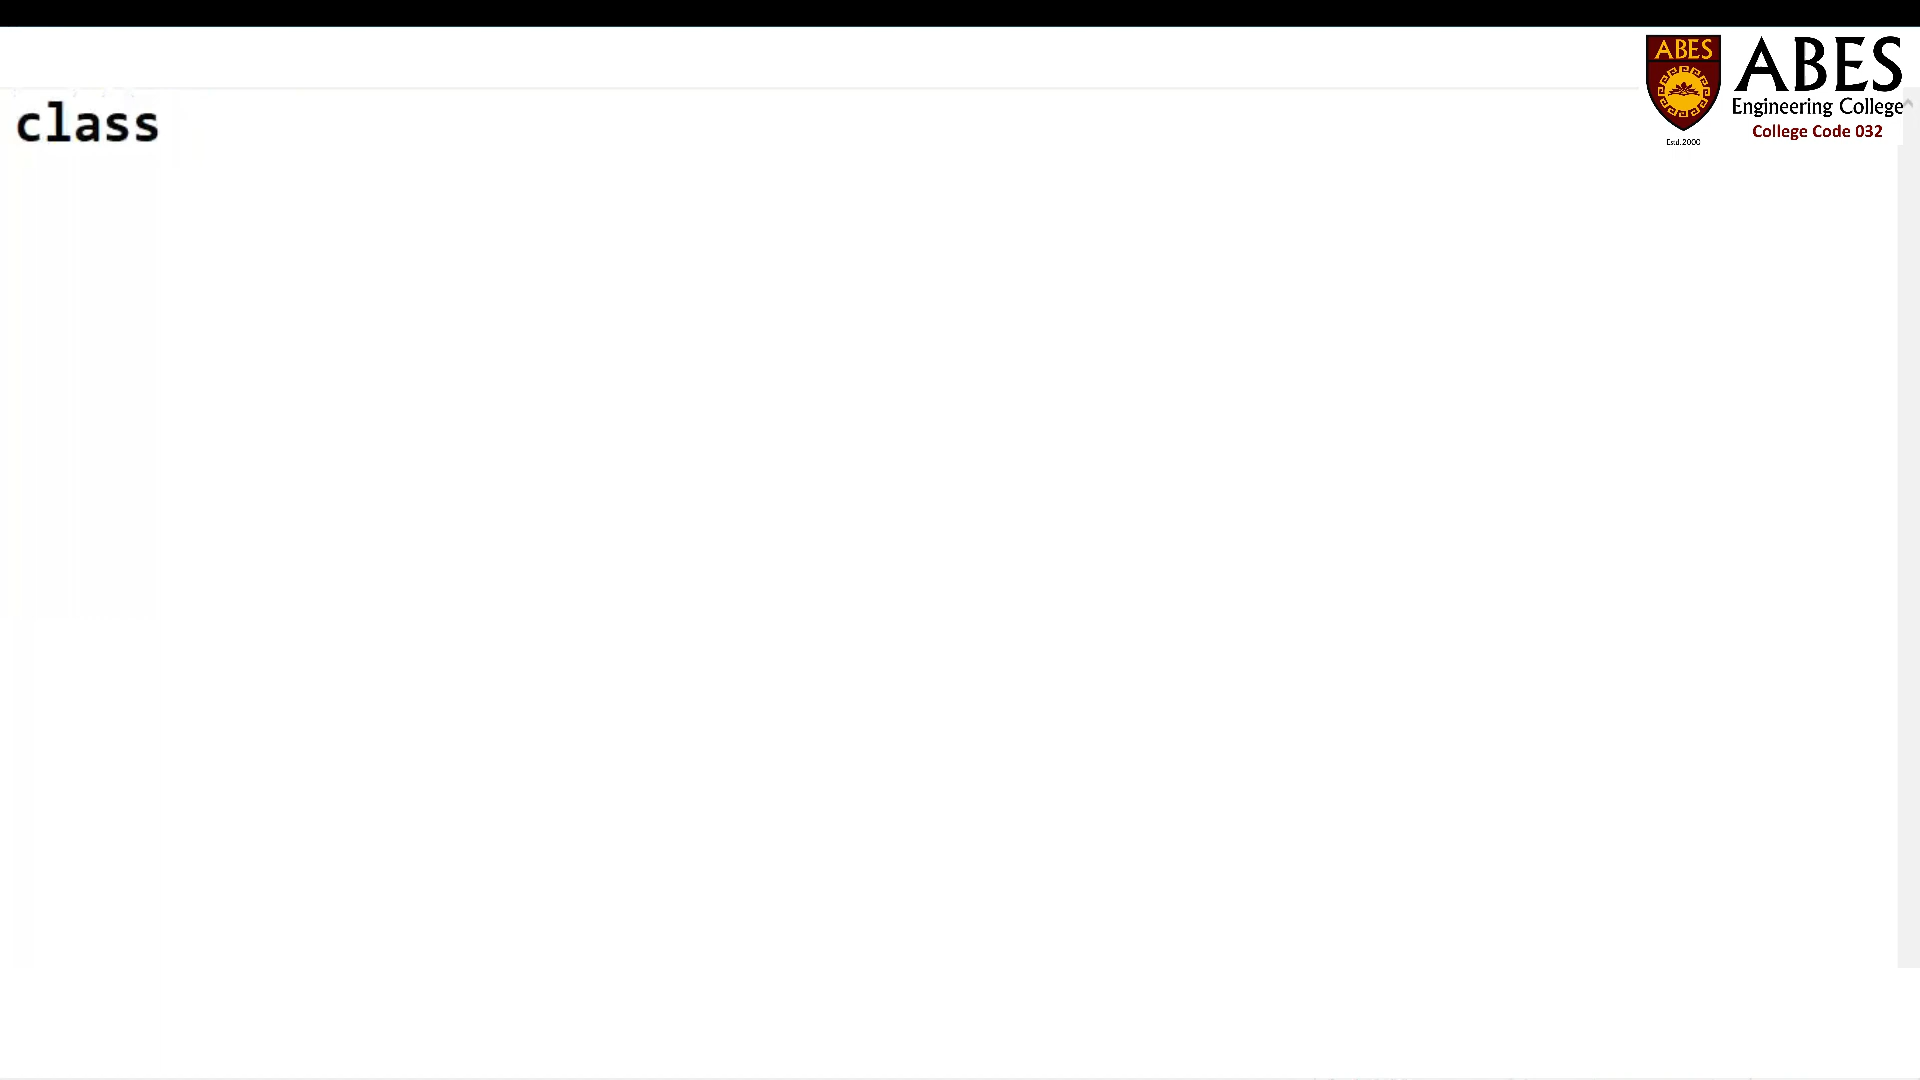 class
ABES
ABES
Engineering College
College Code 032
Estd.2000